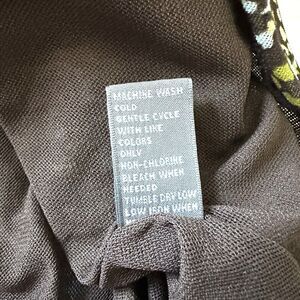 MACHINE WASH
COLD
GENTLE CYCLE
WITH LIKE
COLORS
ONLY
NON-CHLORINE
BLEACH WHEN
NEEDED
TUMBLE DRY LOW
LOW IRON WHEN